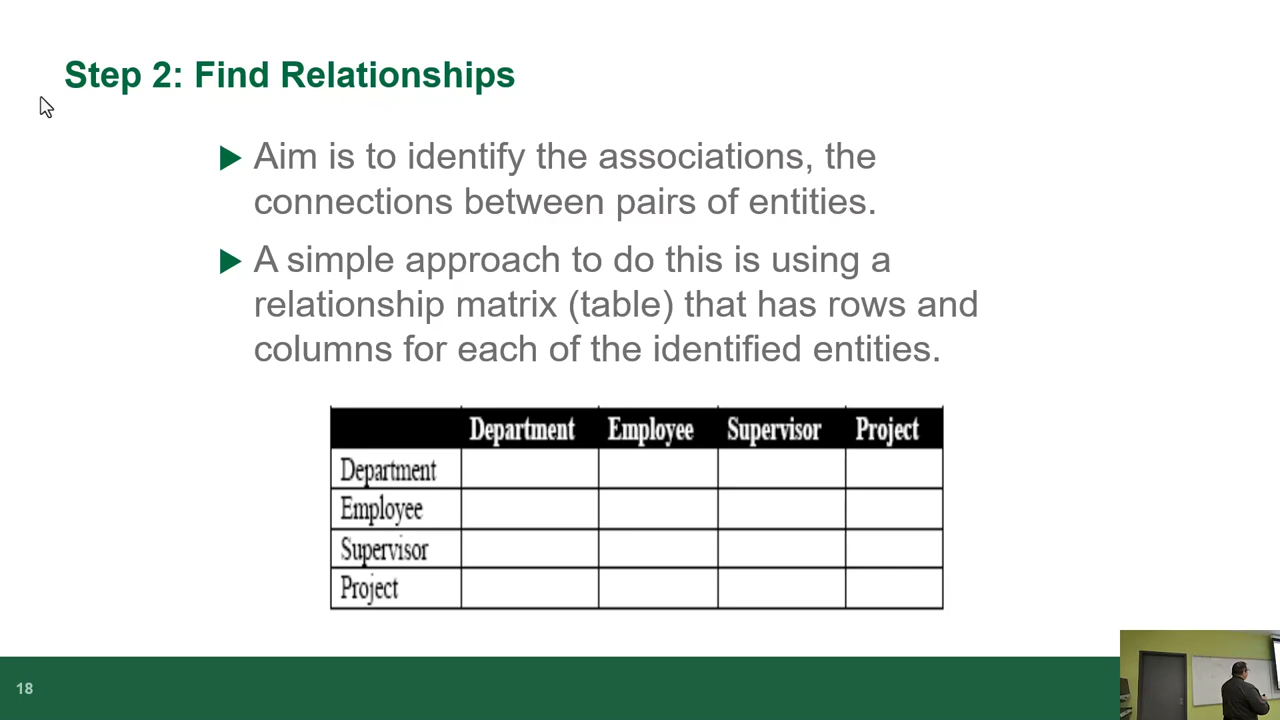 Step 2: Find Relationships
Aim is to identify the associations, the
connections between pairs of entities.
A simple approach to do this is using a
relationship matrix (table) that has rows and
columns for each of the identified entities.
Department Employee Supervisor Project
Department
Employee
Supervisor
Project
18